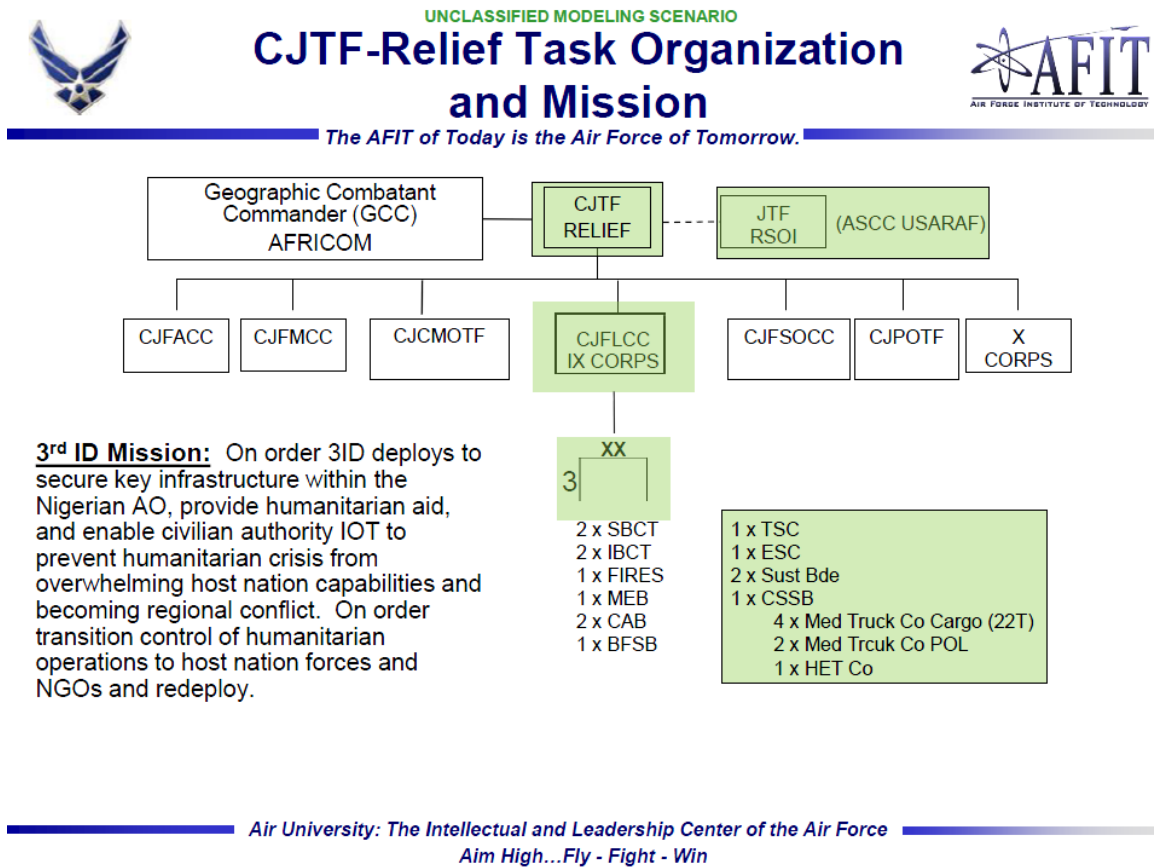 UNCLASSIFIED MODELING SCENARIO
CJTF-Relief Task Organization
and Mission
AFIT
AIR FORCE INSTITUTE OF TECHNOLOGY
The AFIT of Today is the Air Force of Tomorrow.
Geographic Combatant
Commander (GCC)
AFRICOM
CJTF
RELIEF
JTF
RSOI
(ASCC USARAF)
CJFACC
CJFMCC
CJCMOTF
CJFLCC
IX CORPS
CJFSOCC
CJPOTF
X
CORPS
3rd ID Mission: On order 3ID deploys to
secure key infrastructure within the
Nigerian AO, provide humanitarian aid,
and enable civilian authority IOT to
prevent humanitarian crisis from
overwhelming host nation capabilities and
becoming regional conflict. On order
transition control of humanitarian
operations to host nation forces and
NGOs and redeploy.
XX
3
2 x SBCT
2 x IBCT
1 x FIRES
1 x MEB
2 x CAB
1 x BFSB
1 x TSC
1 x ESC
2 x Sust Bde
1 x CSSB
4 x Med Truck Co Cargo (22T)
2 x Med Trcuk Co POL
1 x HET Co
Air University: The Intellectual and Leadership Center of the Air Force
Aim High...Fly - Fight - Win